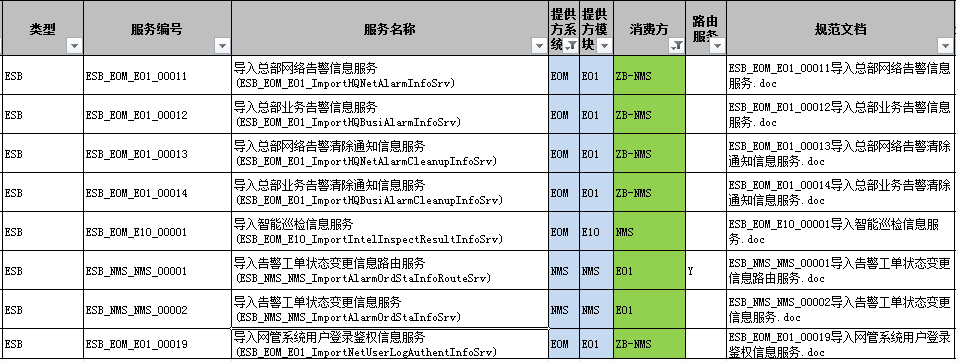 类型 服务编号 服务名称 提供方系统 提供方模块 消费方 路由服务 规范文档
ESB ESB_EOM_E01_00011 导入总部网络告警信息服务 EOM E01 ZB-NMS ESB_EOM_E01_00011导入总部网络告警信息
(ESB_EOM_E01_ImportHQNetAlarmInfoSrv) 服务.doc
ESB ESB_EOM_E01_00012 导入总部业务告警信息服务 EOM E01 ZB-NMS ESB_EOM_E01_00012导入总部业务告警信息
(ESB_EOM_E01_ImportHQBusiAlarmInfoSrv) 服务.doc
ESB ESB_EOM_E01_00013 导入总部网络告警清除通知信息服务 EOM E01 ZB-NMS ESB_EOM_E01_00013导入总部网络告警清除
(ESB_EOM_E01_ImportHQNetAlarmCleanupInfoSrv) 通知信息服务.doc
ESB ESB_EOM_E01_00014 导入总部业务告警清除通知信息服务 EOM E01 ZB-NMS ESB_EOM_E01_00014导入总部业务告警清除
(ESB_EOM_E01_ImportHQBusiAlarmCleanupInfoSrv) 通知信息服务.doc
ESB ESB_EOM_E10_00001 导入智能巡检信息服务 EOM E10 NMS ESB_EOM_E10_00001导入智能巡检信息服
(ESB_EOM_E10_ImportIntelInspectResultInfoSrv) 务.doc
ESB ESB_NMS_NMS_00001 导入告警工单状态变更信息路由服务 NMS NMS E01 Y ESB_NMS_NMS_00001导入告警工单状态变更
(ESB_NMS_NMS_ImportAlarmOrdStaInfoRouteSrv) 信息路由服务.doc
ESB ESB_NMS_NMS_00002 导入告警工单状态变更信息服务 NMS NMS E01 ESB_NMS_NMS_00002导入告警工单状态变更
(ESB_NMS_NMS_ImportAlarmOrdStaInfoSrv) 信息服务.doc
ESB ESB_EOM_E01_00019 导入网管系统用户登录鉴权信息服务 EOM E01 ZB-NMS ESB_EOM_E01_00019导入网管系统用户登录
(ESB_EOM_E01_ImportNetUserLogAuthentInfoSrv) 鉴权信息服务.doc